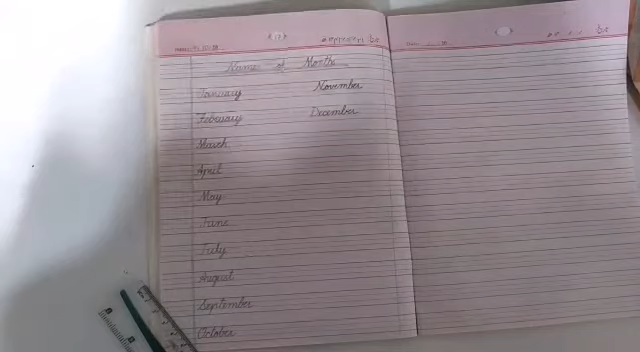 Name of Months
January
February
March
April
May
June
July
August
September
October
November
December